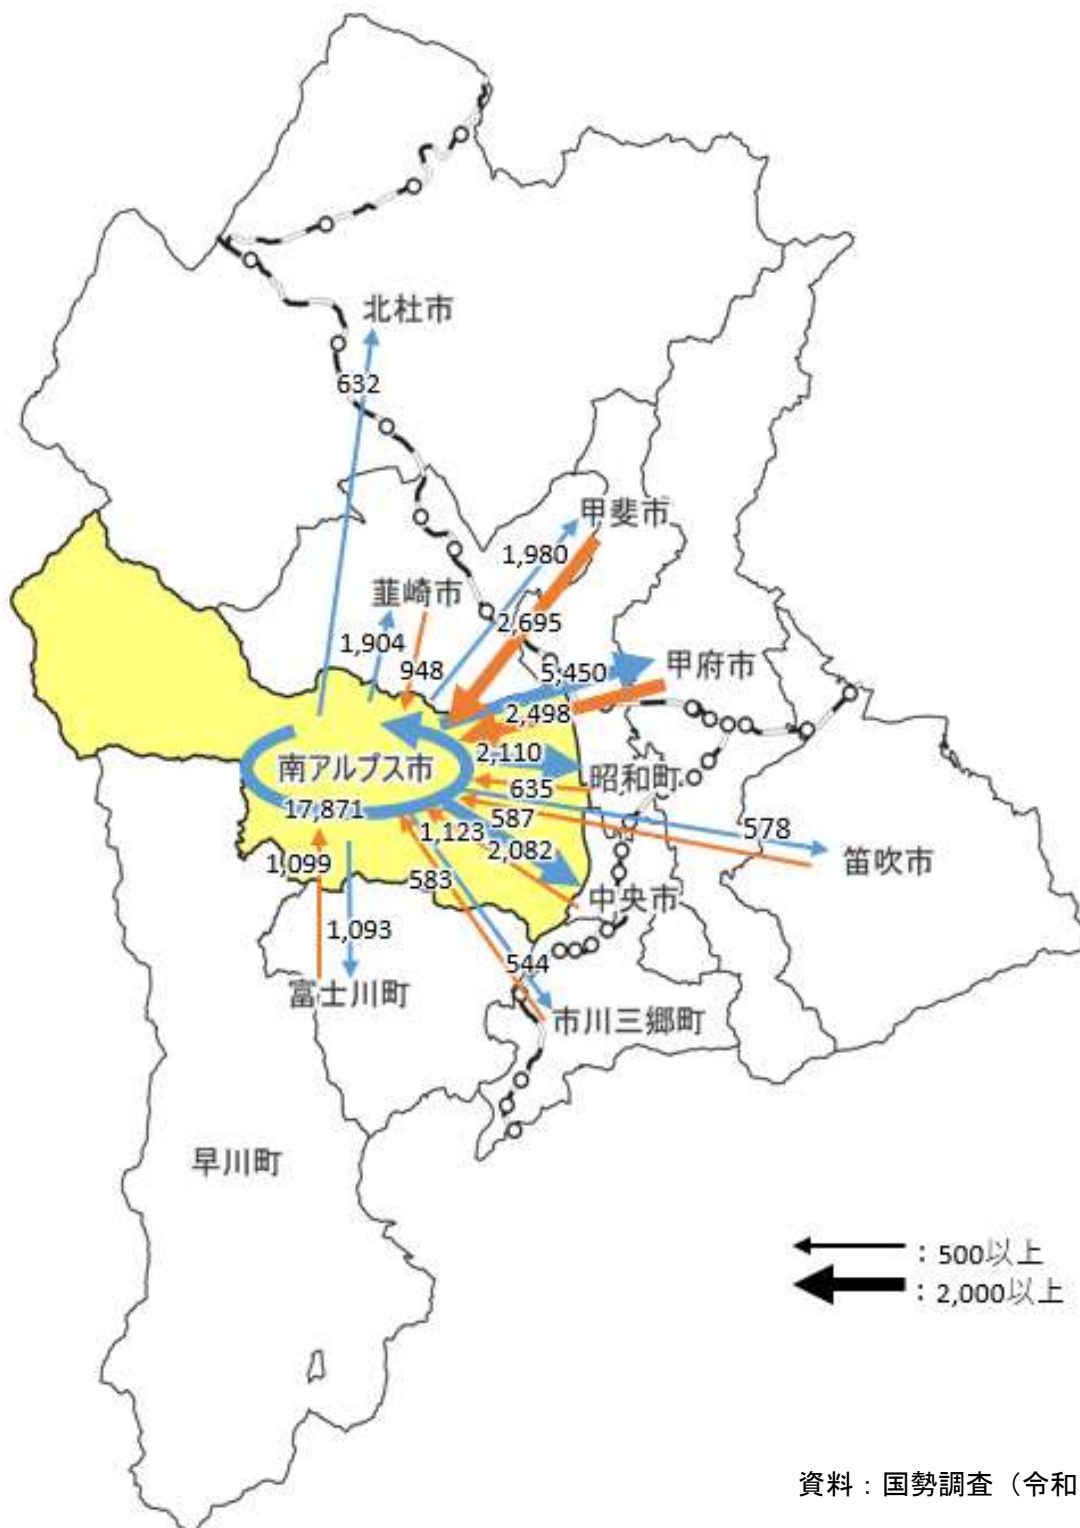 北杜市
632
甲斐市
1,980
韮崎市
2,695
1,904
948
甲府市
5,450
2,498
2,110
南アルプス市
昭和町
635
17,871
587
578
1,123
2,082
笛吹市
1,099
583
中央市
1,093
544
富士川町
市川三郷町
早川町
：500以上
：2,000以上
資料：国勢調査（令和